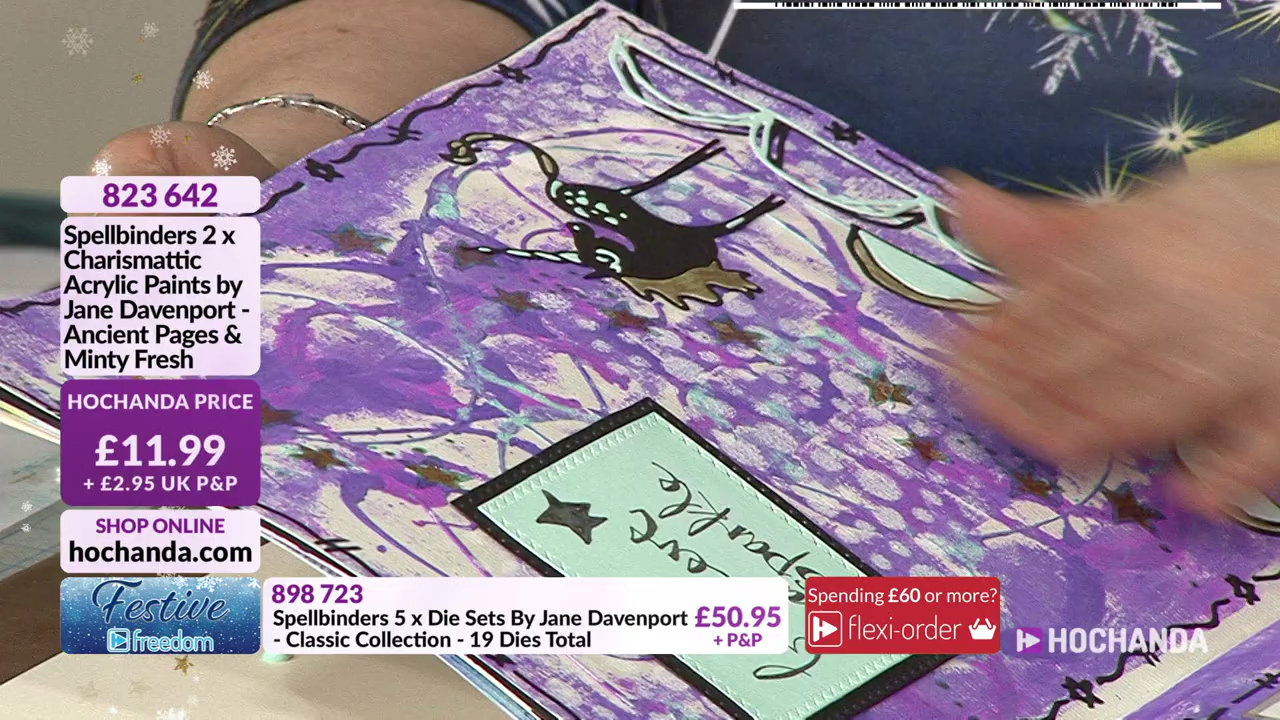 823 642
Spellbinders 2 x
Charismattic
Acrylic Paints by
Jane Davenport -
Ancient Pages &
Minty Fresh
HOCHANDA PRICE
£11.99
+ £2.95 UK P&P
SHOP ONLINE
hochanda.com
Festive
freedom
898 723
Spellbinders 5 x Die Sets By Jane Davenport
- Classic Collection - 19 Dies Total
£50.95
+ P&P
Spending £60 or more?
flexi-order
HOCHANDA
sparkle